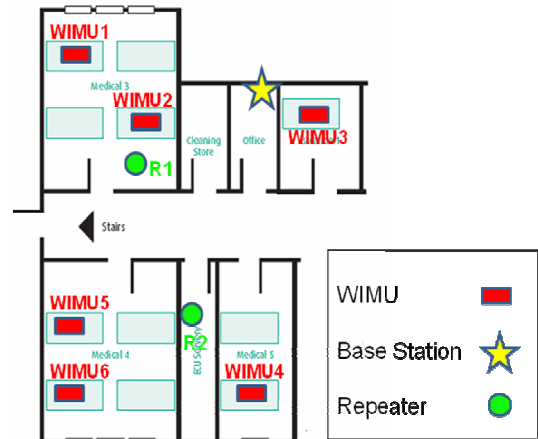 WIMU1
Medical 3
WIMU2
R1
Cleaning
Store
Office
WIMU3
Stairs
WIMU5
Medical 4
WIMU6
R2
ECU
Medical 5
WIMU4
WIMU
Base Station
Repeater